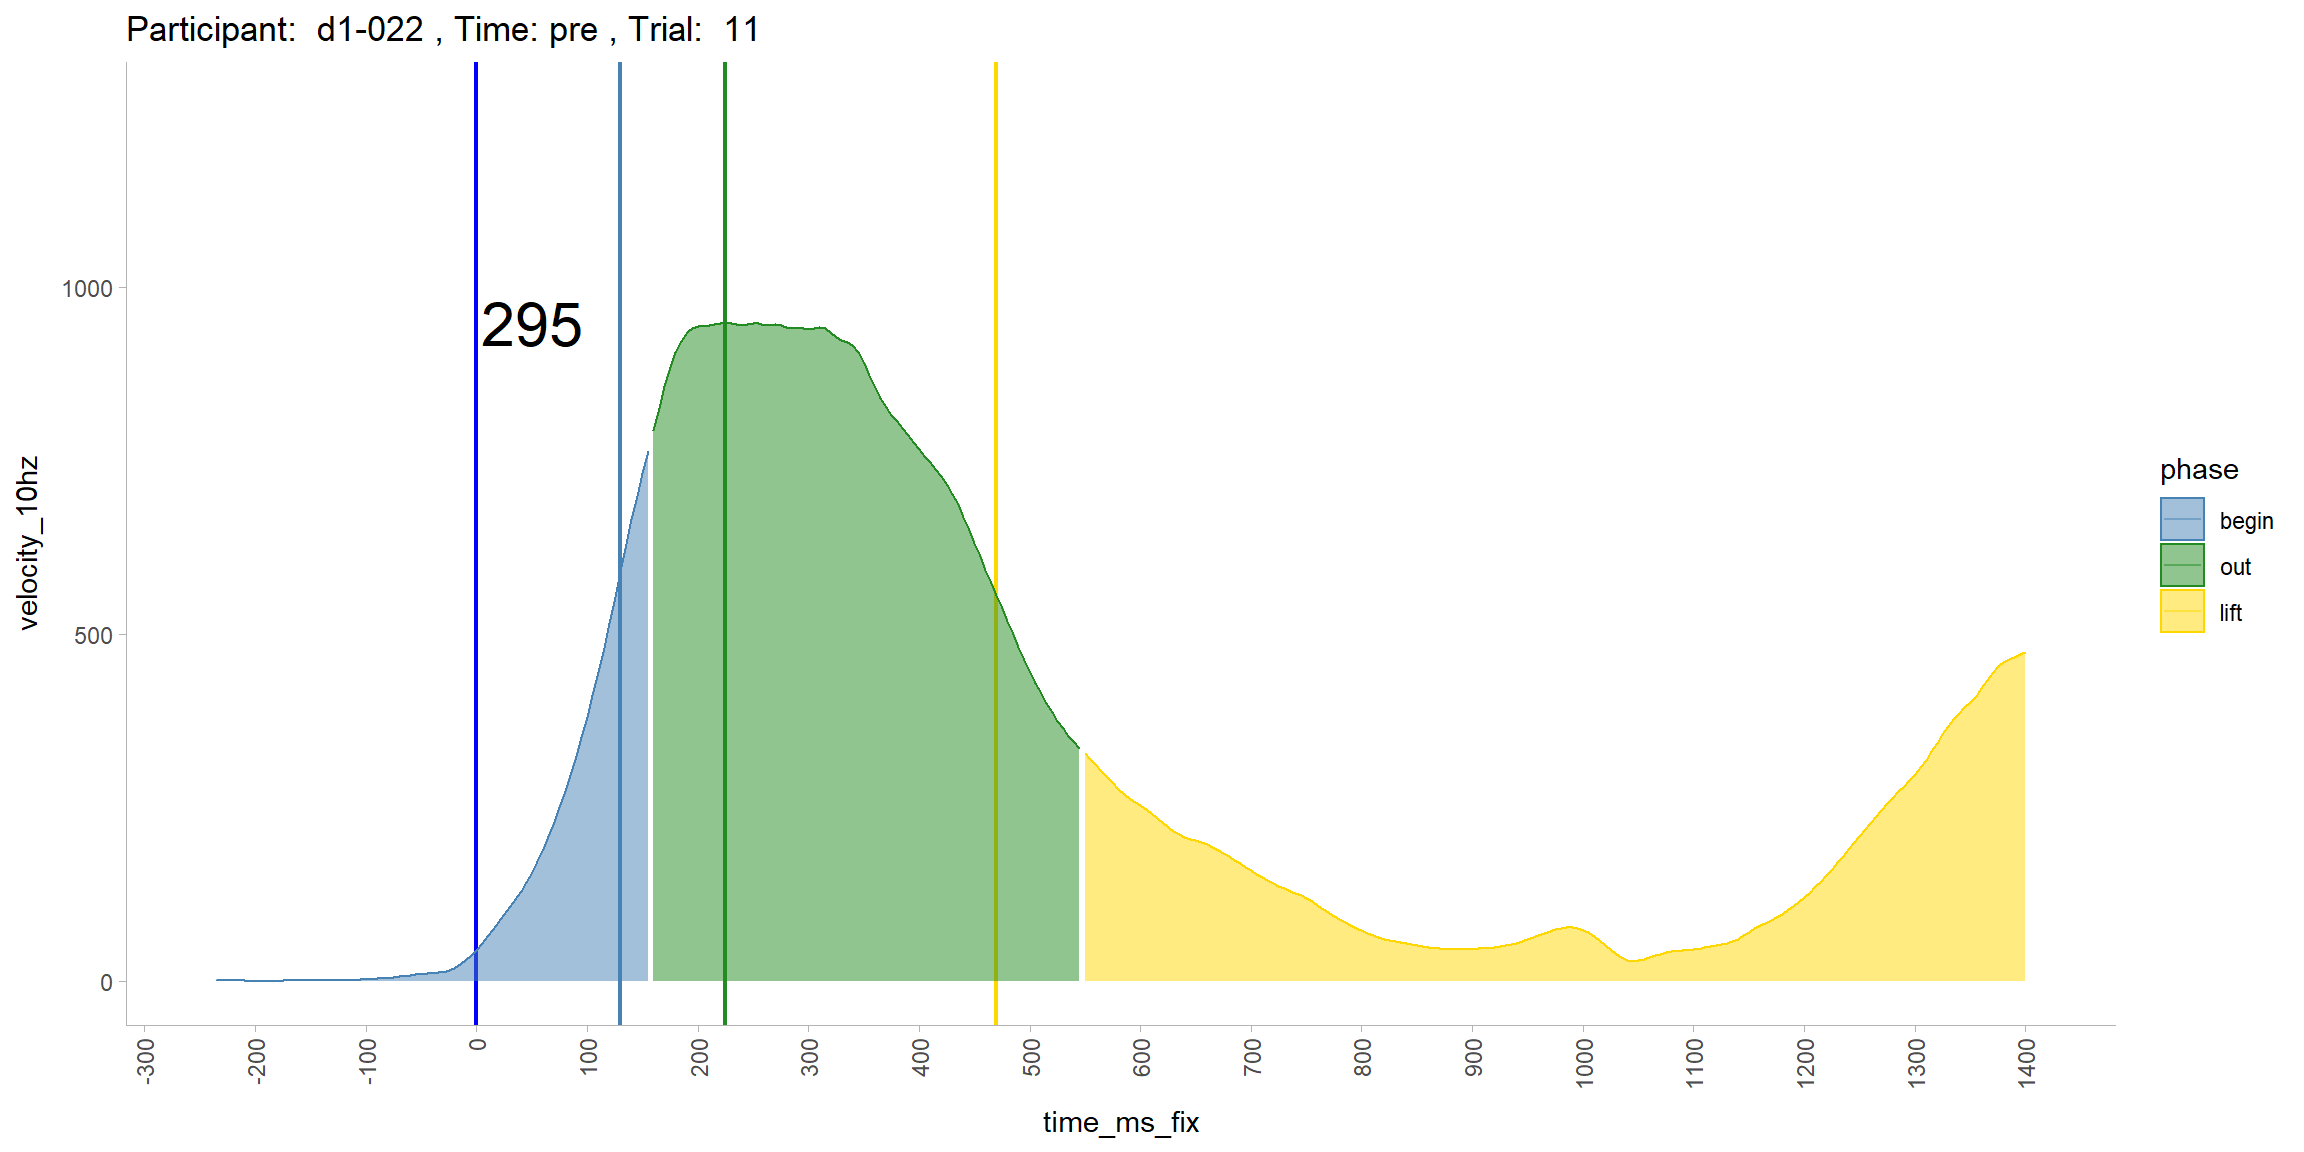 Participant:  d1-022 , Time: pre , Trial:  11
velocity_10hz
1000
500
0
295
-300 -200 -100 0 100 200 300 400 500 600 700 800 900 1000 1100 1200 1300 1400
time_ms_fix
phase
begin
out
lift